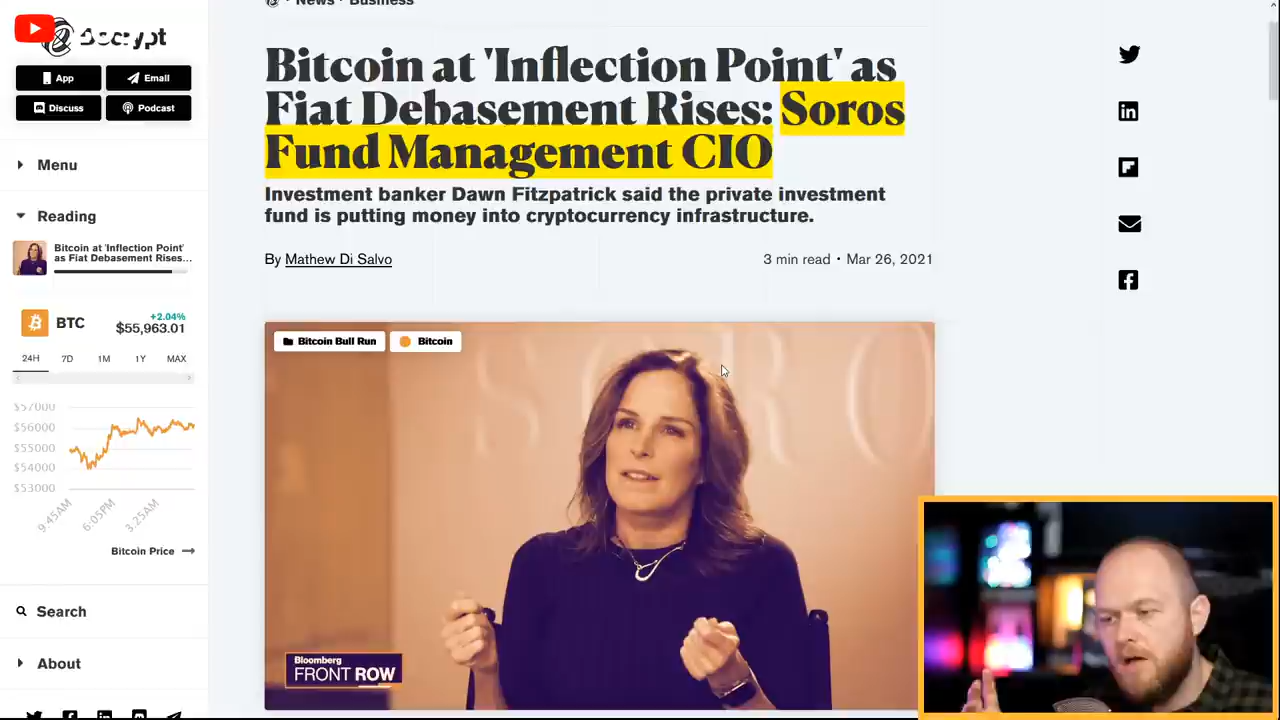 Decrypt
App
Email
Discuss
Podcast
Menu
Reading
Bitcoin at 'Inflection Point'
as Fiat Debasement Rises...
BTC
+2.04%
$55,963.01
24H
7D
1M
1Y
MAX
$57000
$56000
$55000
$54000
$53000
9:45AM
6:05PM
3:25AM
Bitcoin Price
Search
About
News • Business
Bitcoin at 'Inflection Point' as
Fiat Debasement Rises: Soros
Fund Management CIO
Investment banker Dawn Fitzpatrick said the private investment
fund is putting money into cryptocurrency infrastructure.
By Mathew Di Salvo
3 min read • Mar 26, 2021
Bitcoin Bull Run
Bitcoin
SORO
Bloomberg
FRONT ROW